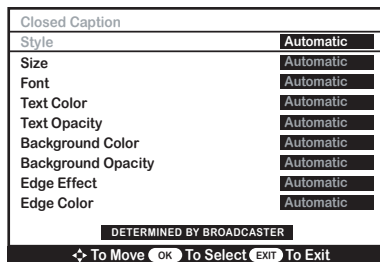 Closed Caption
Style Automatic
Size Automatic
Font Automatic
Text Color Automatic
Text Opacity Automatic
Background Color Automatic
Background Opacity Automatic
Edge Effect Automatic
Edge Color Automatic
DETERMINED BY BROADCASTER
To Move OK To Select EXIT To Exit